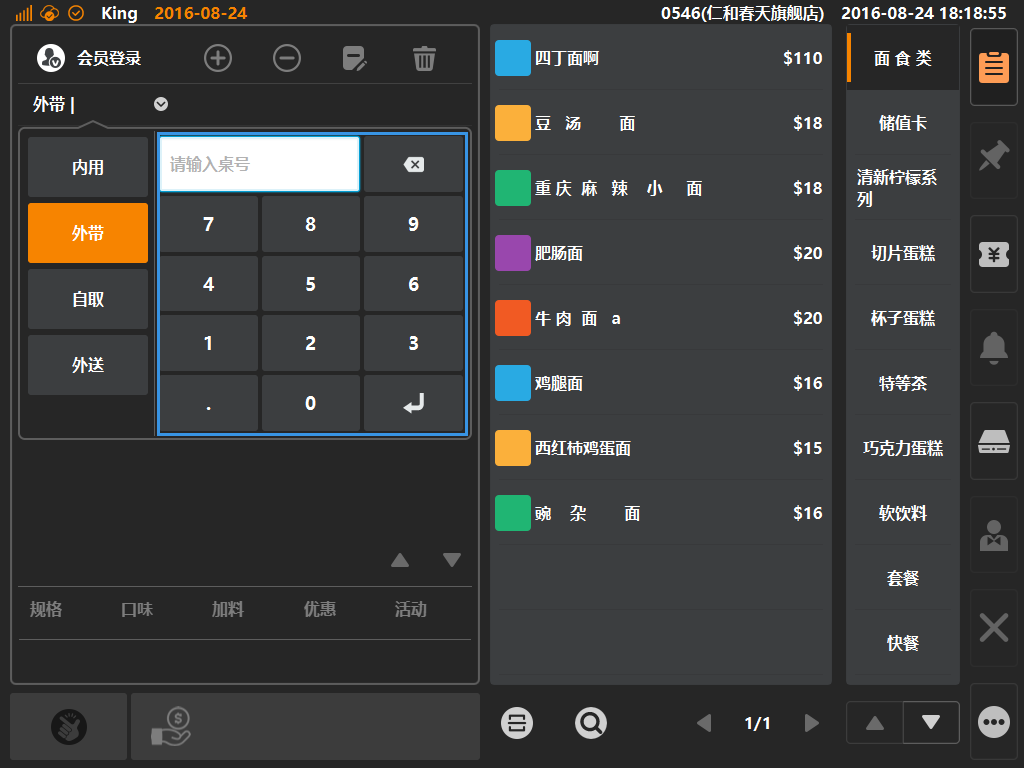 King 2016-08-24 0546(仁和春天旗舰店) 2016-08-24 18:18:55
会员登录
外带 |
内用
外带
自取
外送
请输入桌号
7 8 9
4 5 6
1 2 3
. 0
规格 口味 加料 优惠 活动
四丁面啊 $110
豆 汤 面 $18
重 庆 麻 辣 小 面 $18
肥肠面 $20
牛 肉 面 a $20
鸡腿面 $16
西红柿鸡蛋面 $15
豌 杂 面 $16
1/1
面 食 类
储值卡
清新柠檬系
列
切片蛋糕
杯子蛋糕
特等茶
巧克力蛋糕
软饮料
套餐
快餐